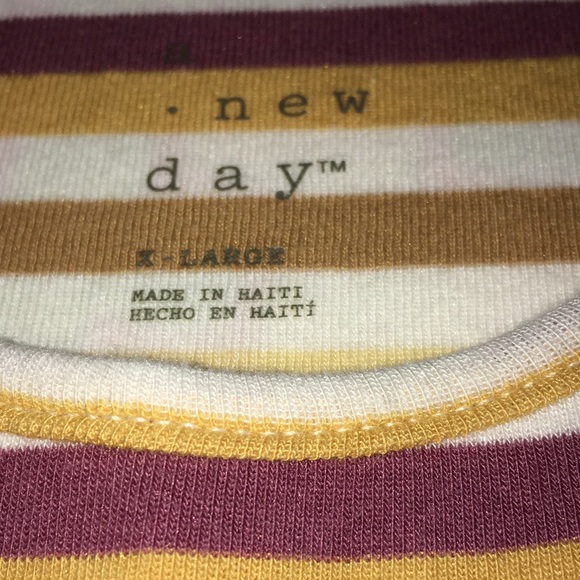 a
· new
day™
X-LARGE
MADE IN HAITI
HECHO EN HAITÍ